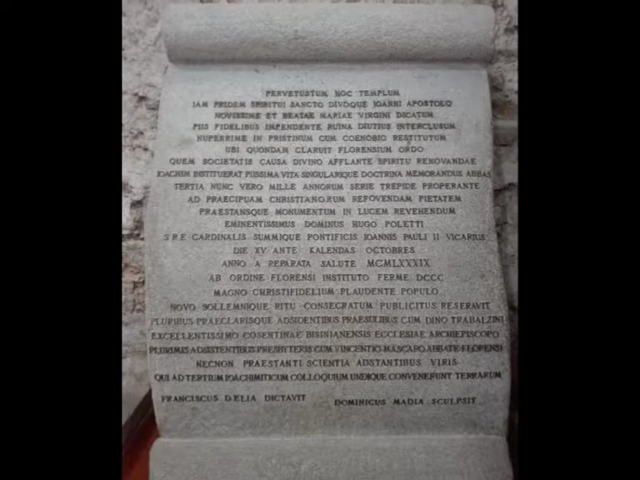 PERVETUSTUM HOC TEMPLUM
IAM PRIDEM SPIRITUI SANCTO DIVOQUE IOANNI APOSTOLO
NOVISSIME ET BEATAE MARIAE VIRGINI DICATUM
PIIS FIDELIBUS IMPENDENTE RUINA DIUTIUS INTERCLUSUM
NUPERRIME IN PRISTINUM CUM COENOBIO RESTITUTUM
UBI QUONDAM CLARUIT FLORENSIUM ORDO
QUEM SOCIETATIS CAUSA DIVINO AFFLANTE SPIRITU RENOVANDAE
IOACHIM INSTITUERAT PIISSIMA VITA SINGULARIQUE DOCTRINA MEMORANDUS ABBAS
TERTIA NUNC VERO MILLE ANNORUM SERIE TREPIDE PROPERANTE
AD PRAECIPUAM CHRISTIANORUM REFOVENDAM PIETATEM
PRAESTANSQUE MONUMENTUM IN LUCEM REVEHENDUM
EMINENTISSIMUS DOMINUS HUGO POLETTI
S.R.E. CARDINALIS SUMMIQUE PONTIFICIS IOANNIS PAULI II VICARIUS
DIE XV ANTE KALENDAS OCTOBRES
ANNO A REPARATA SALUTE MCMLXXXIX
AB ORDINE FLORENSI INSTITUTO FERME DCCC
MAGNO CHRISTIFIDELIUM PLAUDENTE POPULO
NOVO SOLLEMNIQUE RITU CONSECRATUM PUBLICITUS RESERAVIT
PLURIBUS PRAECLARISQUE ADSIDENTIBUS PRAESULIBUS CUM DINO TRABALZINI
EXCELLENTISSIMO COSENTINAE BISINIANENSIS ECCLESIAE ARCHIEPISCOPO
PLURIMIS ADSISTENTIBUS PRESBYTERIS CUM VINCENTIO MASCARO ABBATE FLORENSI
NECNON PRAESTANTI SCIENTIA ADSTANTIBUS VIRIS
QUI AD TERTIUM IOACHIMITICUM COLLOQUIUM UNDIQUE CONVENERUNT TERRARUM
FRANCISCUS D'ELIA DICTAVIT
DOMINICUS MADIA SCULPSIT